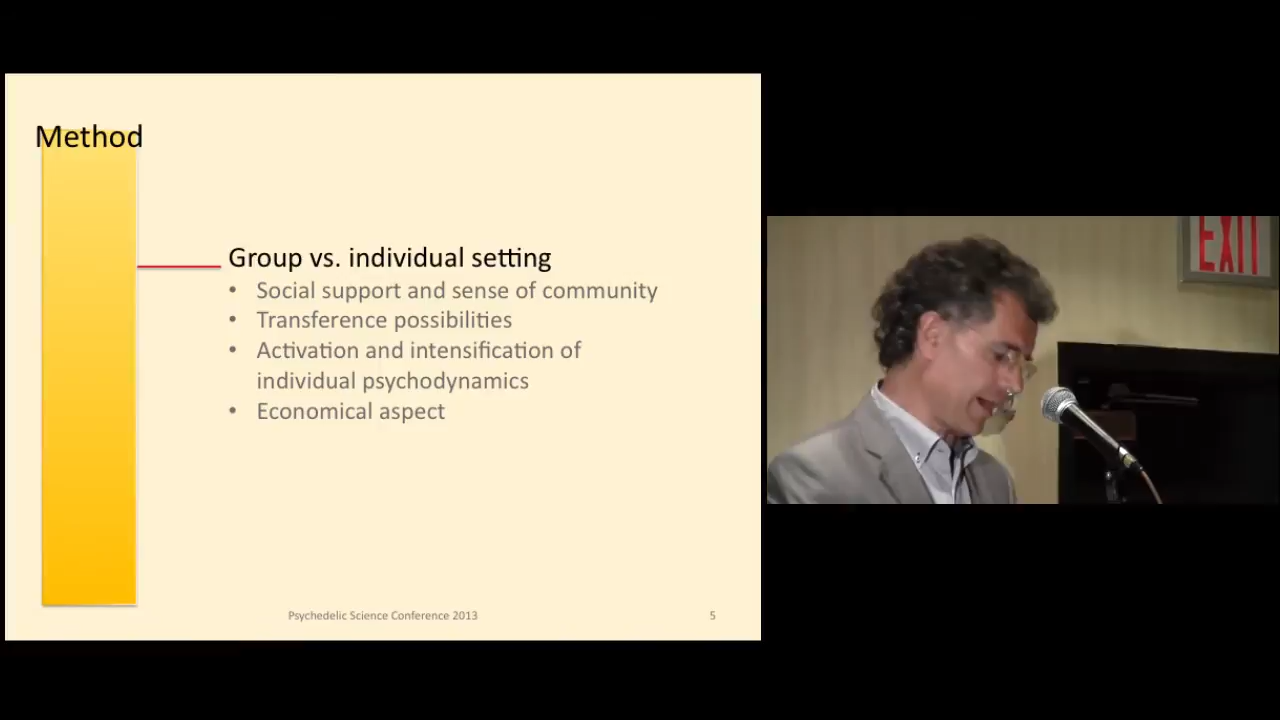 Method
Group vs. individual setting
• Social support and sense of community
• Transference possibilities
• Activation and intensification of
individual psychodynamics
• Economical aspect
Psychedelic Science Conference 2013
5
EXIT